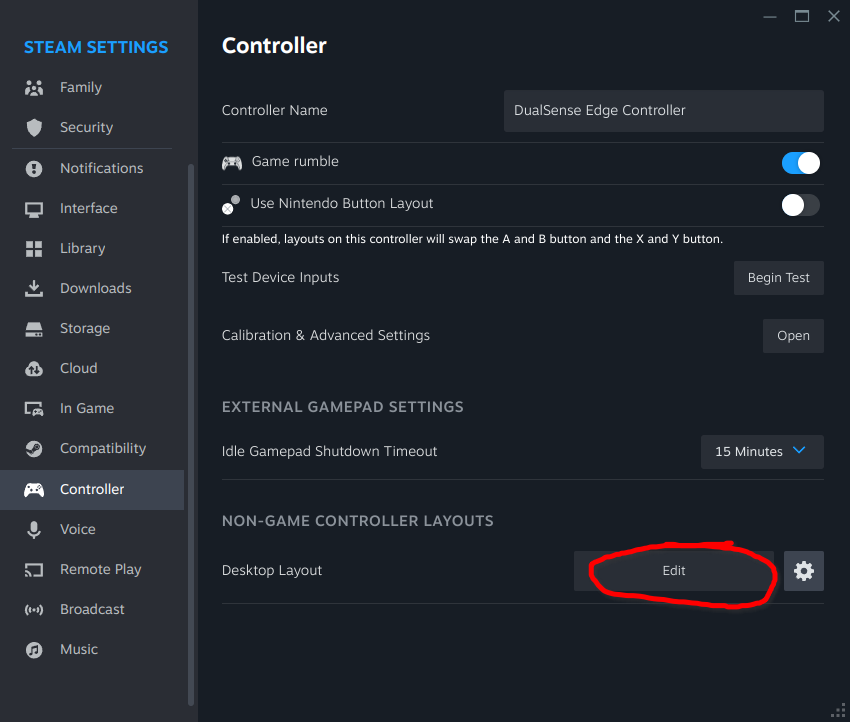 STEAM SETTINGS
Family
Security
Notifications
Interface
Library
Downloads
Storage
Cloud
In Game
Compatibility
Controller
Voice
Remote Play
Broadcast
Music
Controller
Controller Name
DualSense Edge Controller
Game rumble
Use Nintendo Button Layout
If enabled, layouts on this controller will swap the A and B button and the X and Y button.
Test Device Inputs
Begin Test
Calibration & Advanced Settings
Open
EXTERNAL GAMEPAD SETTINGS
Idle Gamepad Shutdown Timeout
15 Minutes
NON-GAME CONTROLLER LAYOUTS
Desktop Layout
Edit